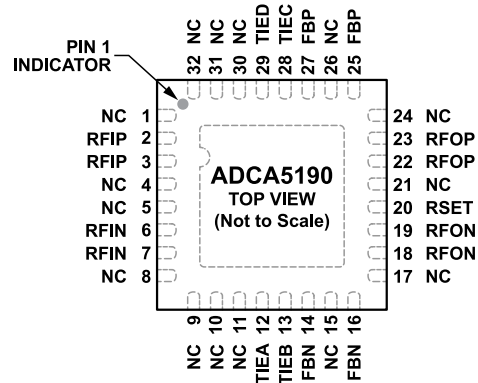 PIN 1
INDICATOR
32 NC
31 NC
30 NC
29 TIED
28 TIEC
27 FBP
26 NC
25 FBP
NC 1
RFIP 2
RFIP 3
NC 4
NC 5
RFIN 6
RFIN 7
NC 8
ADCA5190
TOP VIEW
(Not to Scale)
24 NC
23 RFOP
22 RFOP
21 NC
20 RSET
19 RFON
18 RFON
17 NC
NC 9
NC 10
NC 11
TIEA 12
TIEB 13
FBN 14
NC 15
FBN 16